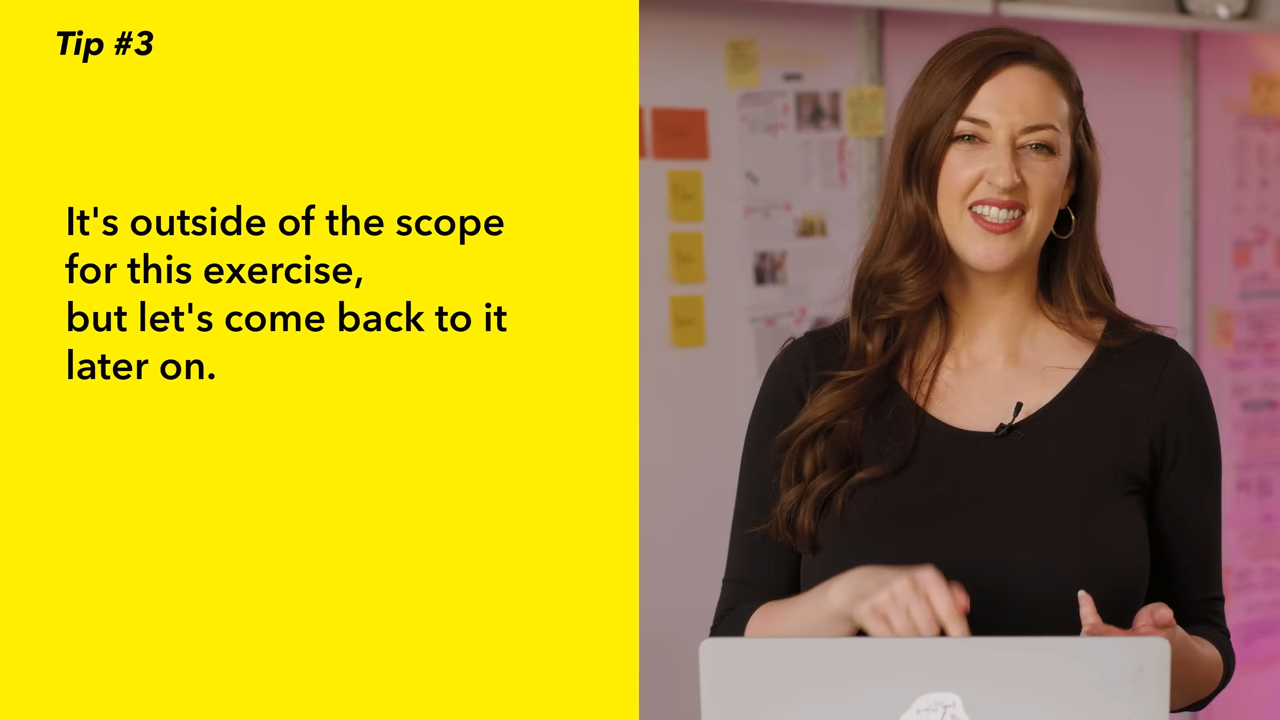 Tip #3
It's outside of the scope
for this exercise,
but let's come back to it
later on.